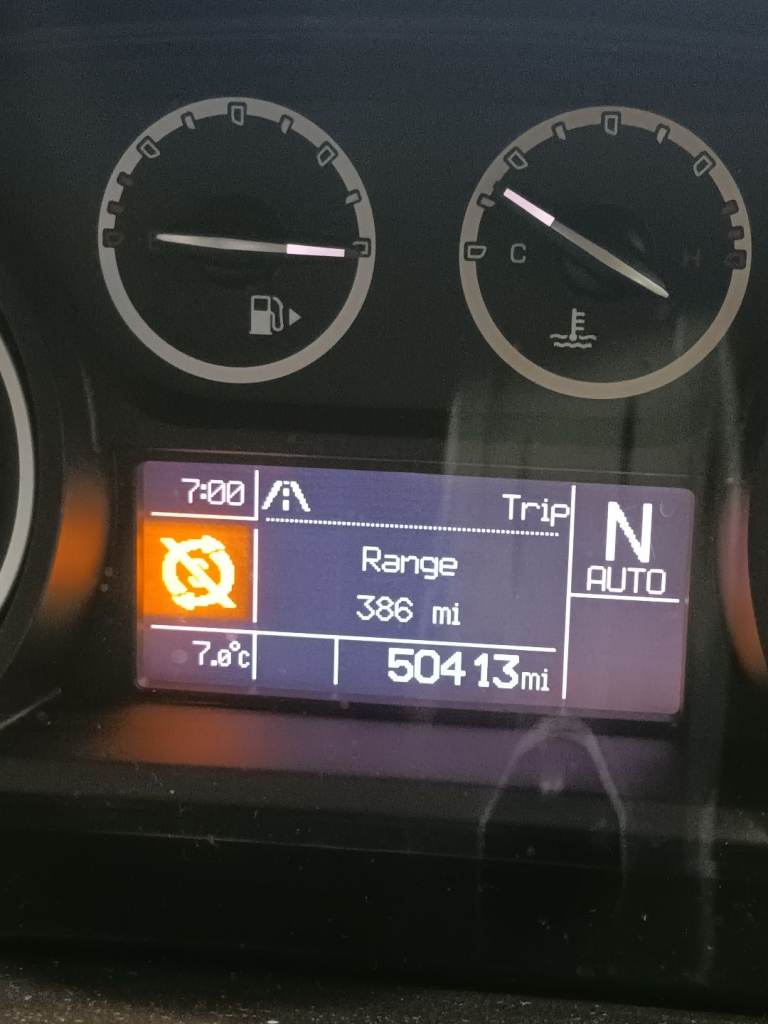 C H
7:00
Trip
N
AUTO
Range
386 mi
7.0°C
50413mi